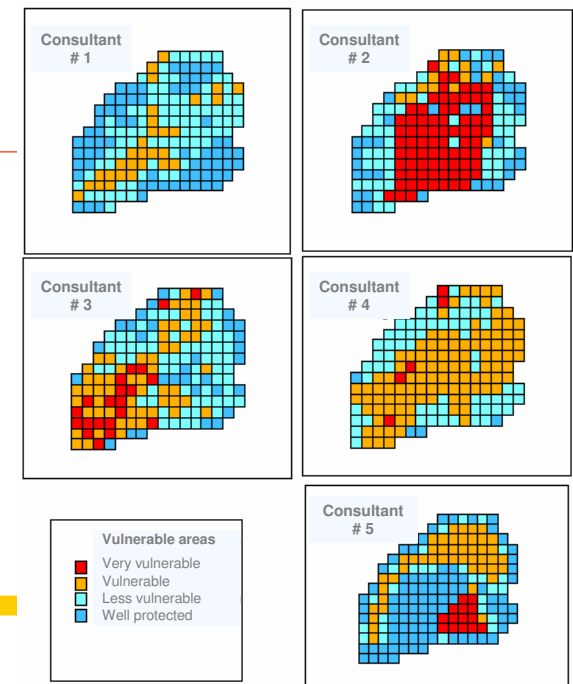 Consultant
# 1
Consultant
# 2
Consultant
# 3
Consultant
# 4
Consultant
# 5
Vulnerable areas
Very vulnerable
Vulnerable
Less vulnerable
Well protected